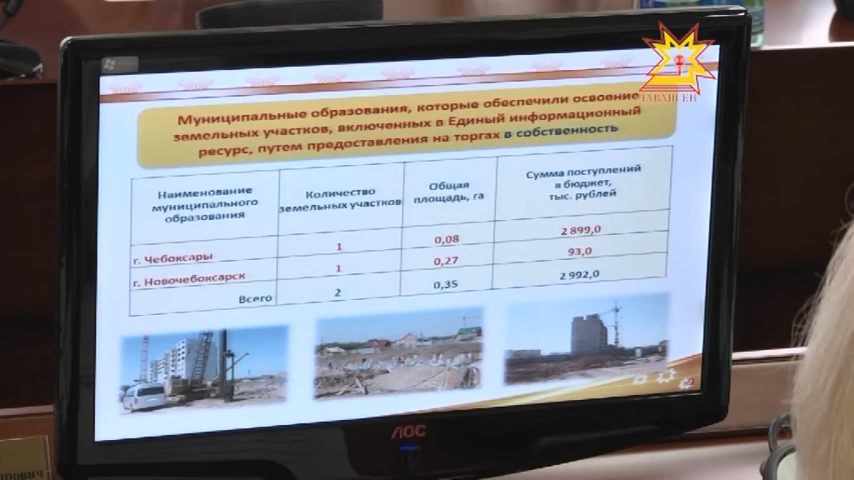 Муниципальные образования, которые обеспечили освоение
земельных участков, включенных в Единый информационный
ресурс, путем предоставления на торгах в собственность
Наименование муниципального образования
Количество земельных участков
Общая площадь, га
Сумма поступлений в бюджет, тыс. рублей
г. Чебоксары 1 0,08 2 899,0
г. Новочебоксарск 1 0,27 93,0
Всего 2 0,35 2 992,0
ЧАВАШ ЕН
AOC